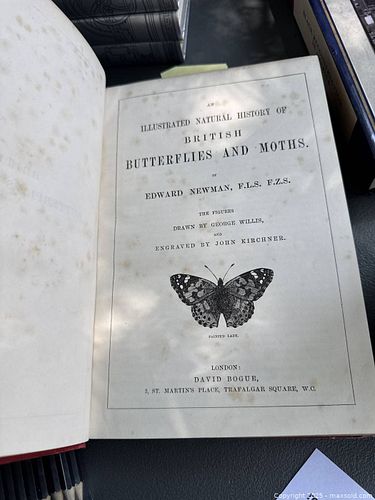 AN
ILLUSTRATED NATURAL HISTORY OF
BRITISH
BUTTERFLIES AND MOTHS.
BY
EDWARD NEWMAN, F.L.S. F.Z.S.
THE FIGURES
DRAWN BY GEORGE WILLIS,
AND
ENGRAVED BY JOHN KIRCHNER.
PAINTED LADY.
LONDON:
DAVID BOGUE,
3, ST. MARTIN'S PLACE, TRAFALGAR SQUARE, W.C.
Copyright 2025 - maxsold.com